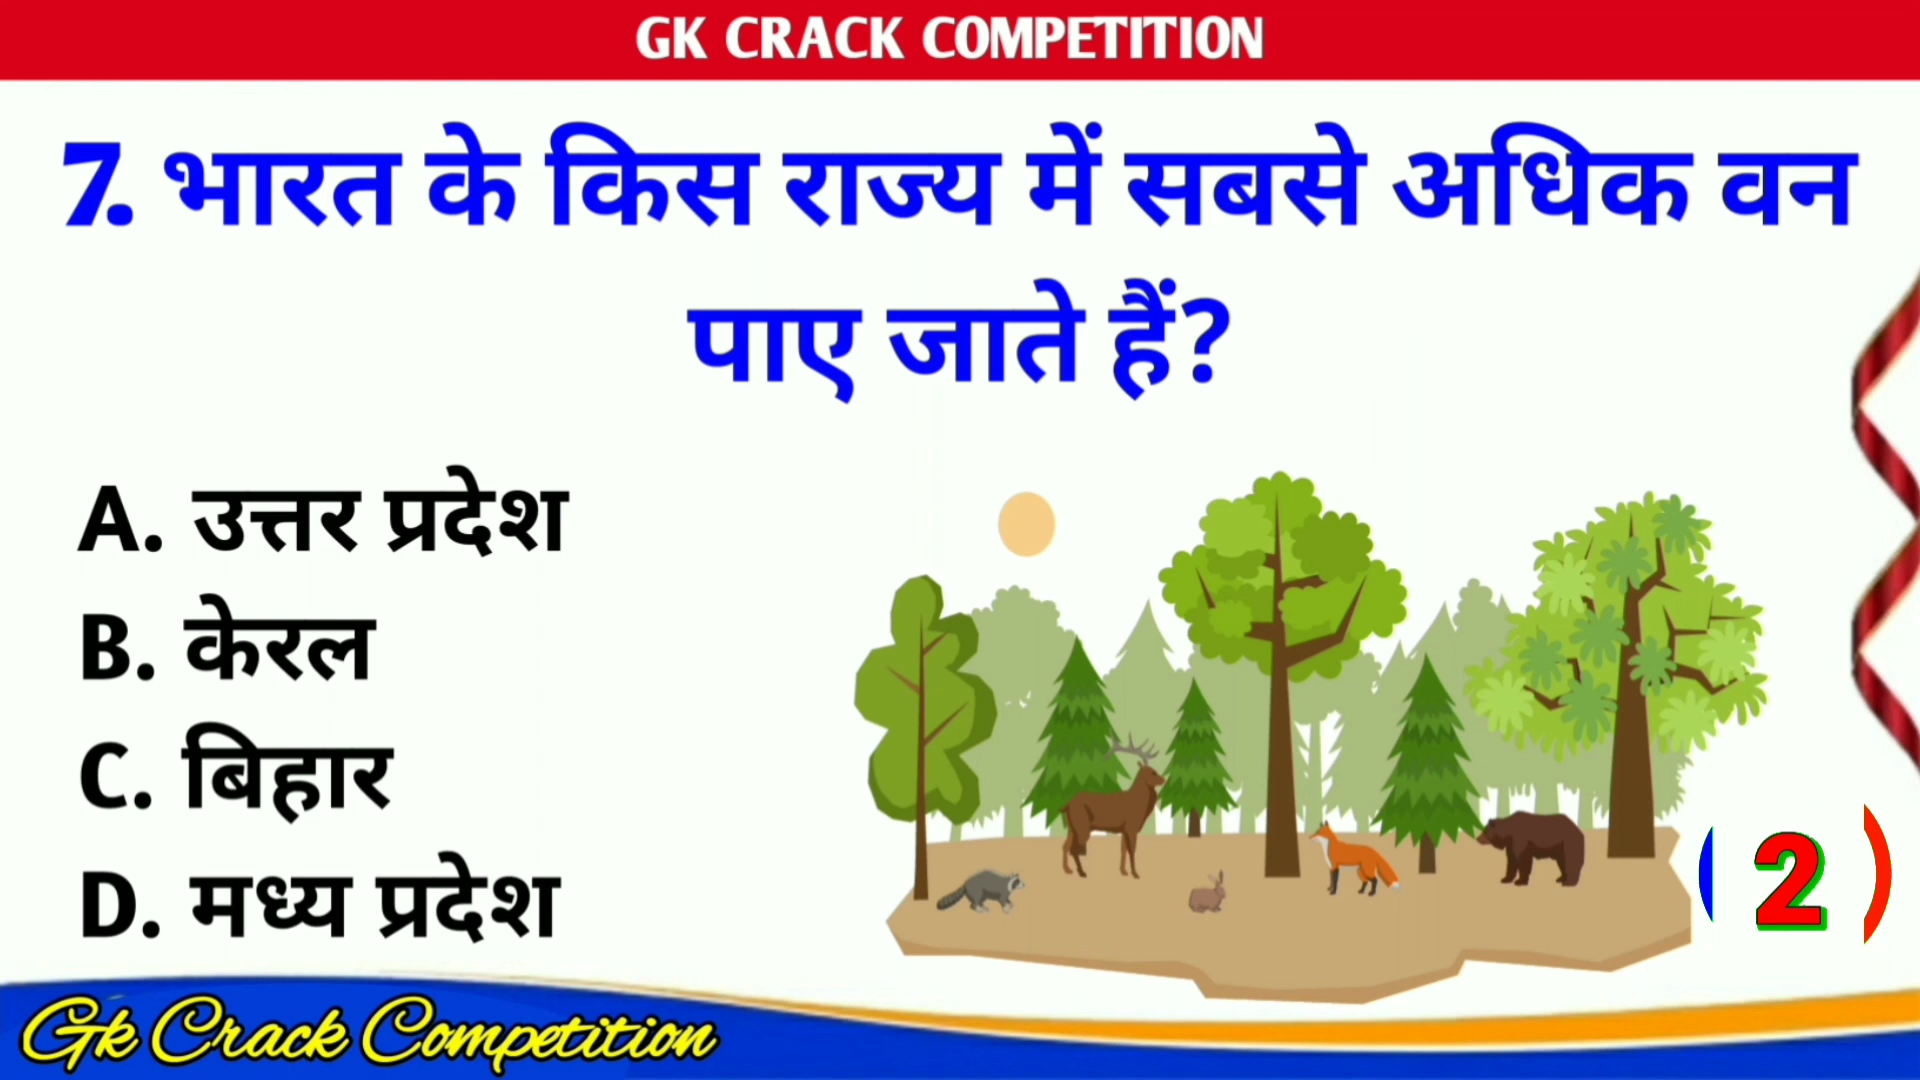 GK CRACK COMPETITION
7. भारत के किस राज्य में सबसे अधिक वन
पाए जाते हैं?
A. उत्तर प्रदेश
B. केरल
C. बिहार
D. मध्य प्रदेश
2
Gk Crack Competition